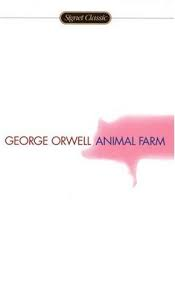 Signet Classic
GEORGE ORWELL ANIMAL FARM